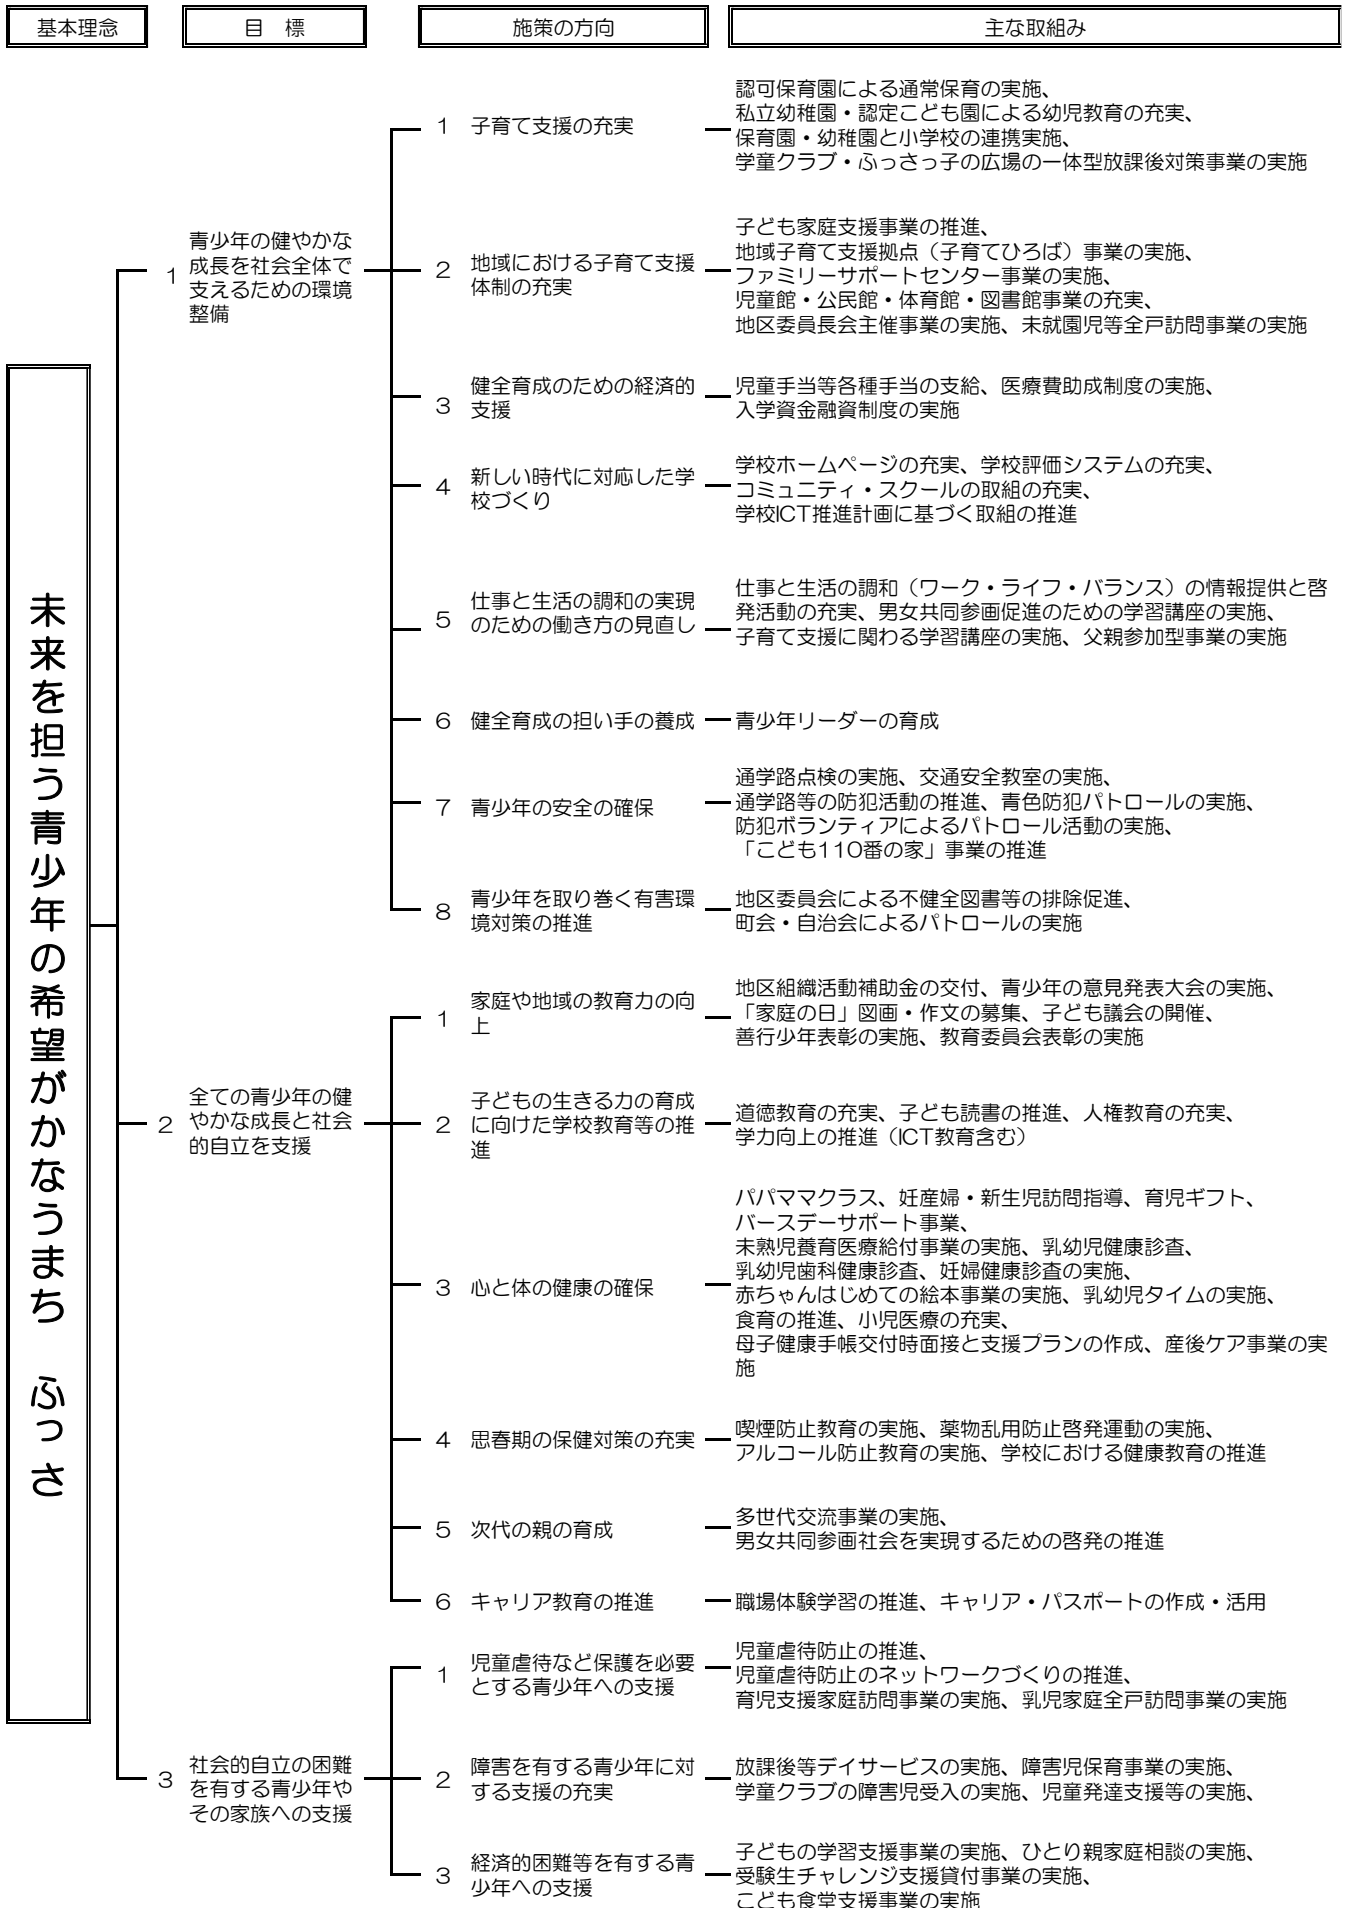 基本理念
目　標
施策の方向
主な取組み
未来を担う青少年の希望がかなうまち　ふっさ
1
青少年の健やかな
成長を社会全体で
支えるための環境
整備
1
子育て支援の充実
認可保育園による通常保育の実施、
私立幼稚園・認定こども園による幼児教育の充実、
保育園・幼稚園と小学校の連携実施、
学童クラブ・ふっさっ子の広場の一体型放課後対策事業の実施
2
地域における子育て支援
体制の充実
子ども家庭支援事業の推進、
地域子育て支援拠点（子育てひろば）事業の実施、
ファミリーサポートセンター事業の実施、
児童館・公民館・体育館・図書館事業の充実、
地区委員長会主催事業の実施、未就園児等全戸訪問事業の実施
3
健全育成のための経済的
支援
児童手当等各種手当の支給、医療費助成制度の実施、
入学資金融資制度の実施
4
新しい時代に対応した学
校づくり
学校ホームページの充実、学校評価システムの充実、
コミュニティ・スクールの取組の充実、
学校ICT推進計画に基づく取組の推進
5
仕事と生活の調和の実現
のための働き方の見直し
仕事と生活の調和（ワーク・ライフ・バランス）の情報提供と啓
発活動の充実、男女共同参画促進のための学習講座の実施、
子育て支援に関わる学習講座の実施、父親参加型事業の実施
6
健全育成の担い手の養成
青少年リーダーの育成
7
青少年の安全の確保
通学路点検の実施、交通安全教室の実施、
通学路等の防犯活動の推進、青色防犯パトロールの実施、
防犯ボランティアによるパトロール活動の実施、
「こども110番の家」事業の推進
8
青少年を取り巻く有害環
境対策の推進
地区委員会による不健全図書等の排除促進、
町会・自治会によるパトロールの実施
2
全ての青少年の健
やかな成長と社会
的自立を支援
1
家庭や地域の教育力の向
上
地区組織活動補助金の交付、青少年の意見発表大会の実施、
「家庭の日」図画・作文の募集、子ども議会の開催、
善行少年表彰の実施、教育委員会表彰の実施
2
子どもの生きる力の育成
に向けた学校教育等の推
進
道徳教育の充実、子ども読書の推進、人権教育の充実、
学力向上の推進（ICT教育含む）
3
心と体の健康の確保
パパママクラス、妊産婦・新生児訪問指導、育児ギフト、
バースデーサポート事業、
未熟児養育医療給付事業の実施、乳幼児健康診査、
乳幼児歯科健康診査、妊婦健康診査の実施、
赤ちゃんはじめての絵本事業の実施、乳幼児タイムの実施、
食育の推進、小児医療の充実、
母子健康手帳交付時面接と支援プランの作成、産後ケア事業の実
施
4
思春期の保健対策の充実
喫煙防止教育の実施、薬物乱用防止啓発運動の実施、
アルコール防止教育の実施、学校における健康教育の推進
5
次代の親の育成
多世代交流事業の実施、
男女共同参画社会を実現するための啓発の推進
6
キャリア教育の推進
職場体験学習の推進、キャリア・パスポートの作成・活用
3
社会的自立の困難
を有する青少年や
その家族への支援
1
児童虐待など保護を必要
とする青少年への支援
児童虐待防止の推進、
児童虐待防止のネットワークづくりの推進、
育児支援家庭訪問事業の実施、乳児家庭全戸訪問事業の実施
2
障害を有する青少年に対
する支援の充実
放課後等デイサービスの実施、障害児保育事業の実施、
学童クラブの障害児受入の実施、児童発達支援等の実施、
3
経済的困難等を有する青
少年への支援
子どもの学習支援事業の実施、ひとり親家庭相談の実施、
受験生チャレンジ支援貸付事業の実施、
こども食堂支援事業の実施